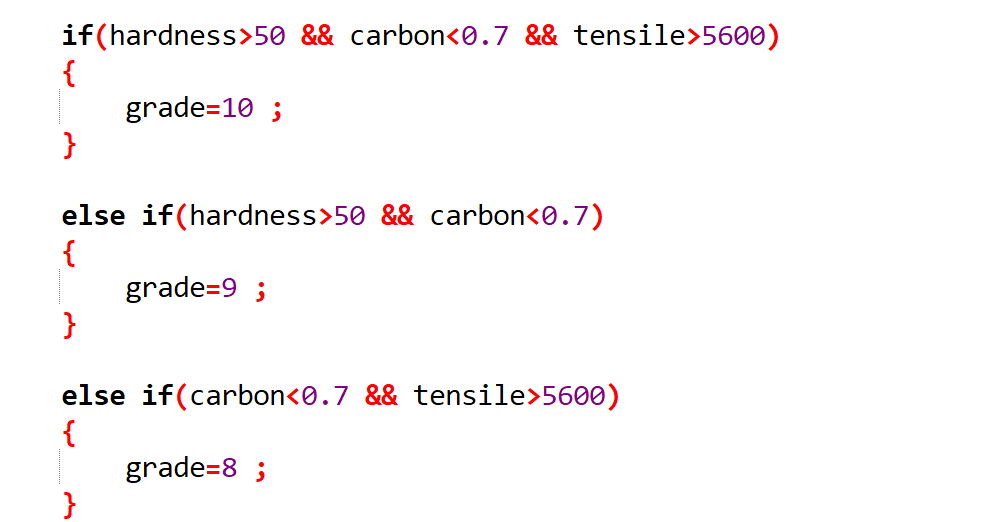 if(hardness>50 && carbon<0.7 && tensile>5600)
{
    grade=10 ;
}
else if(hardness>50 && carbon<0.7)
{
    grade=9 ;
}
else if(carbon<0.7 && tensile>5600)
{
    grade=8 ;
}